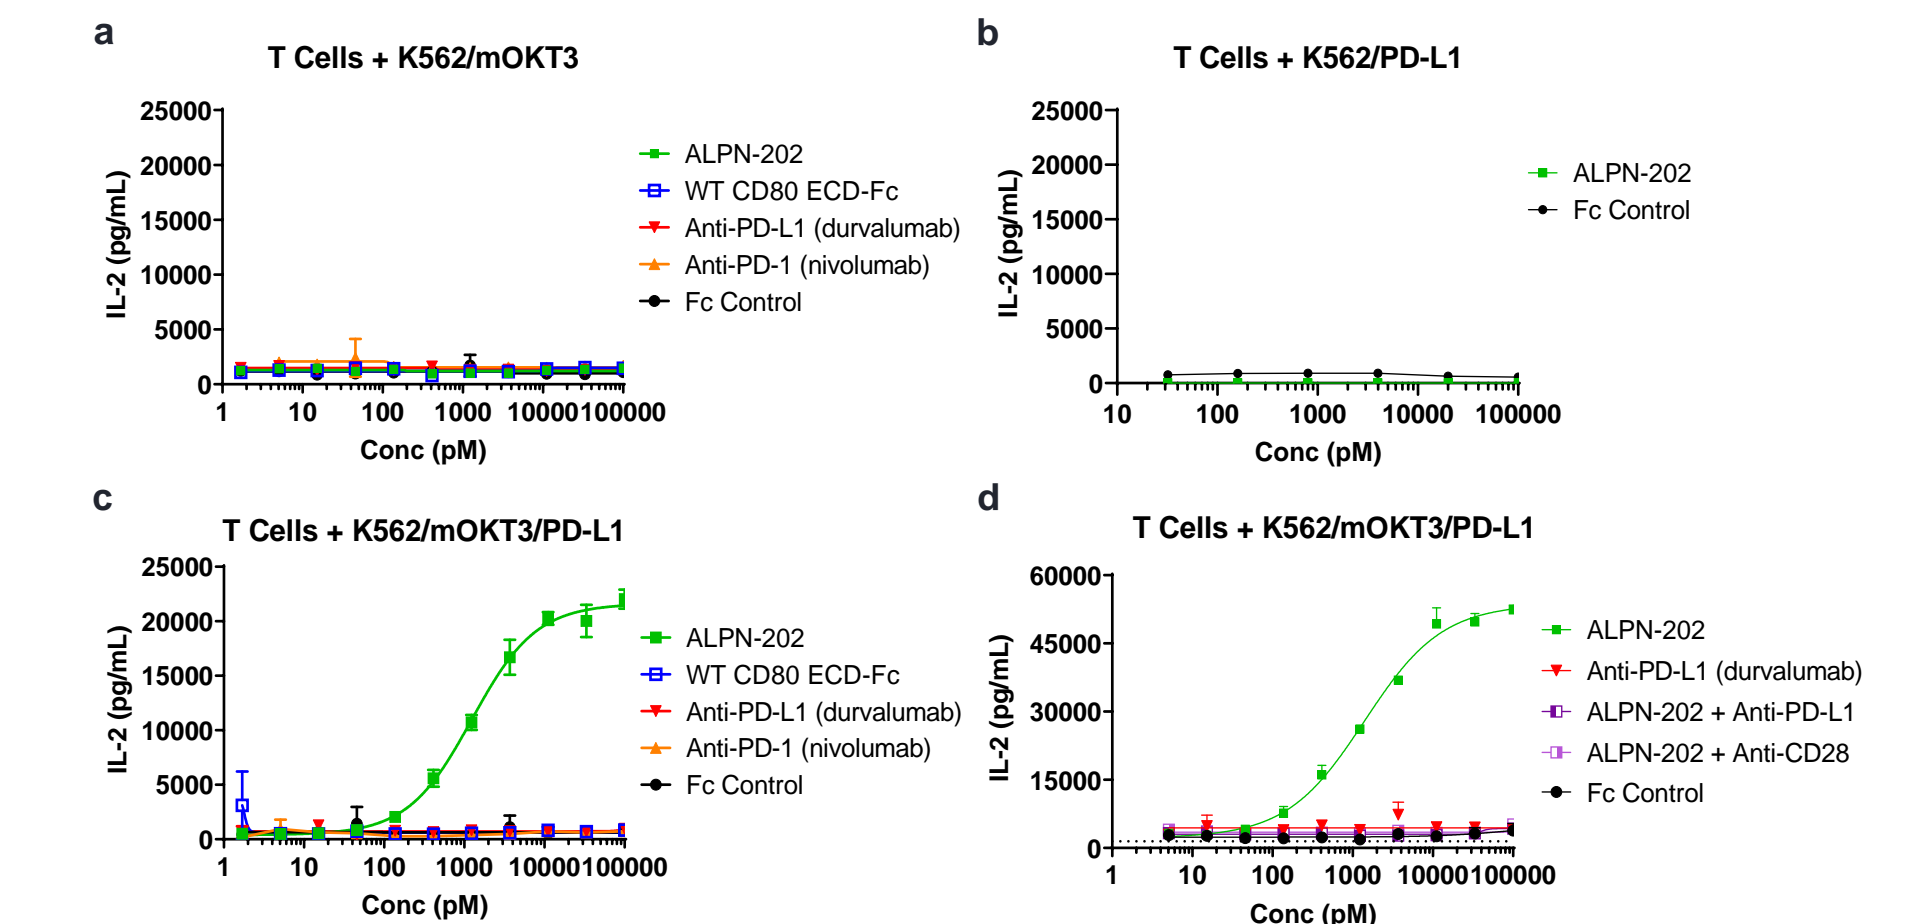 a
T Cells + K562/mOKT3
25000
20000
15000
10000
5000
0
IL-2 (pg/mL)
1 10 100 1000 10000 100000
Conc (pM)
ALPN-202
WT CD80 ECD-Fc
Anti-PD-L1 (durvalumab)
Anti-PD-1 (nivolumab)
Fc Control
b
T Cells + K562/PD-L1
25000
20000
15000
10000
5000
0
IL-2 (pg/mL)
10 100 1000 10000 100000
Conc (pM)
ALPN-202
Fc Control
c
T Cells + K562/mOKT3/PD-L1
25000
20000
15000
10000
5000
0
IL-2 (pg/mL)
1 10 100 1000 10000 100000
Conc (pM)
ALPN-202
WT CD80 ECD-Fc
Anti-PD-L1 (durvalumab)
Anti-PD-1 (nivolumab)
Fc Control
d
T Cells + K562/mOKT3/PD-L1
60000
45000
30000
15000
0
IL-2 (pg/mL)
1 10 100 1000 10000 100000
Conc (pM)
ALPN-202
Anti-PD-L1 (durvalumab)
ALPN-202 + Anti-PD-L1
ALPN-202 + Anti-CD28
Fc Control